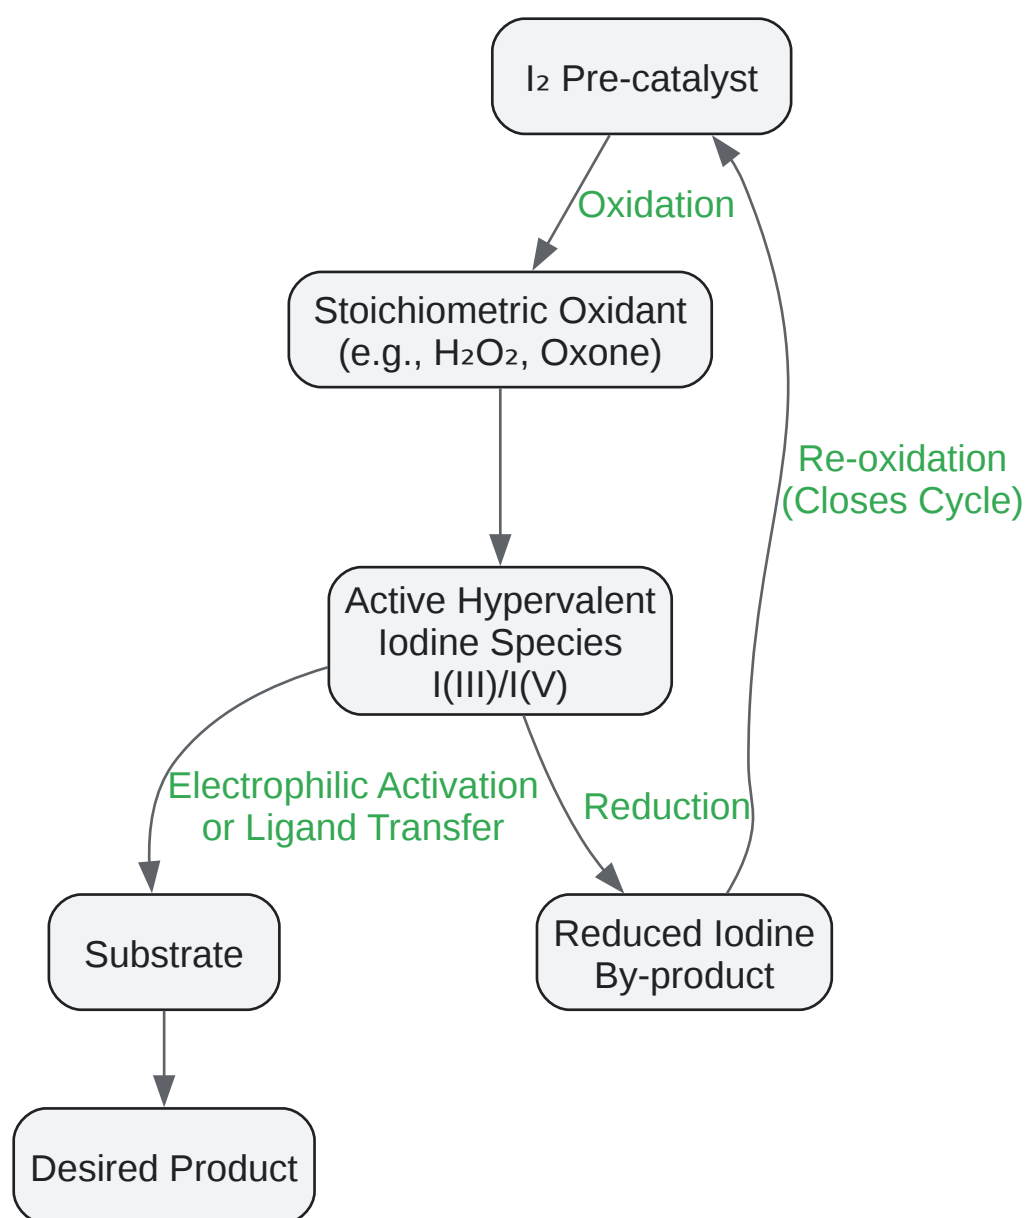 I₂ Pre-catalyst
Oxidation
Stoichiometric Oxidant
(e.g., H₂O₂, Oxone)
Re-oxidation
(Closes Cycle)
Active Hypervalent
Iodine Species
I(III)/I(V)
Electrophilic Activation
or Ligand Transfer
Reduction
Substrate
Reduced Iodine
By-product
Desired Product